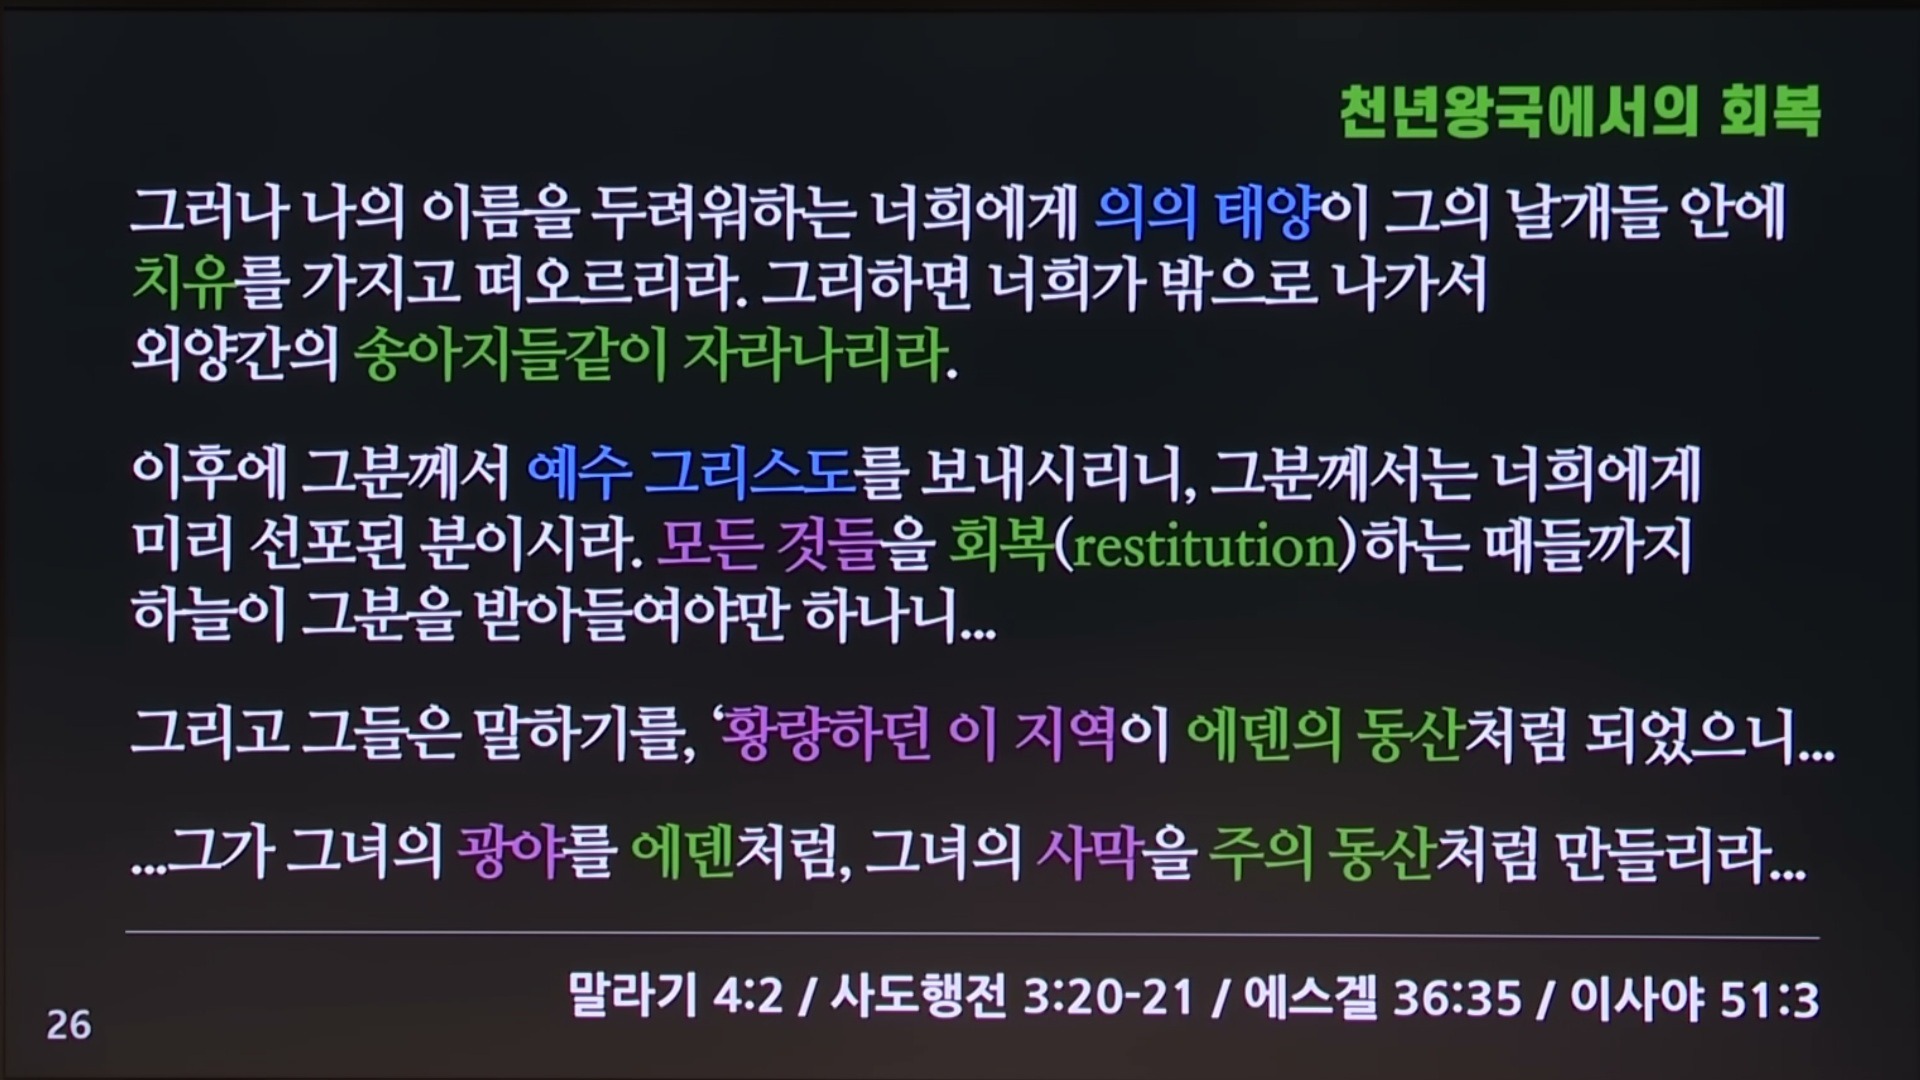 천년왕국에서의 회복
그러나 나의 이름을 두려워하는 너희에게 의의 태양이 그의 날개들 안에
치유를 가지고 떠오르리라. 그리하면 너희가 밖으로 나가서
외양간의 송아지들같이 자라나리라.
이후에 그분께서 예수 그리스도를 보내시리니, 그분께서는 너희에게
미리 선포된 분이시라. 모든 것들을 회복(restitution)하는 때들까지
하늘이 그분을 받아들여야만 하나니...
그리고 그들은 말하기를, ‘황량하던 이 지역이 에덴의 동산처럼 되었으니...
...그가 그녀의 광야를 에덴처럼, 그녀의 사막을 주의 동산처럼 만들리라...
말라기 4:2 / 사도행전 3:20-21 / 에스겔 36:35 / 이사야 51:3
26